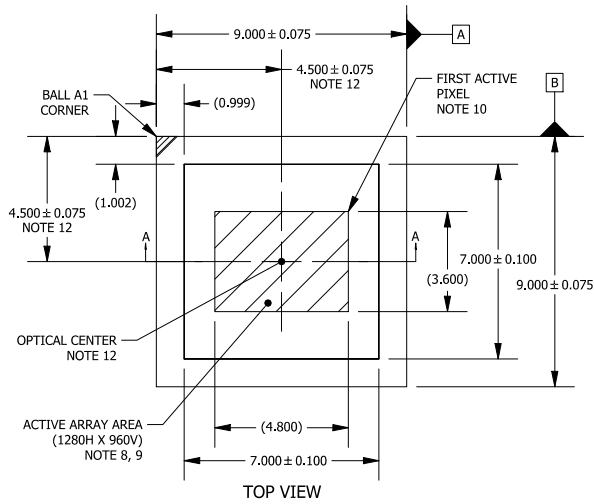 9.000 ± 0.075
A
4.500 ± 0.075
NOTE 12
FIRST ACTIVE
PIXEL
NOTE 10
BALL A1
CORNER
(0.999)
B
(1.002)
4.500 ± 0.075
NOTE 12
A
A
7.000 ± 0.100
(3.600)
9.000 ± 0.075
OPTICAL CENTER
NOTE 12
ACTIVE ARRAY AREA
(1280H X 960V)
NOTE 8, 9
(4.800)
7.000 ± 0.100
TOP VIEW